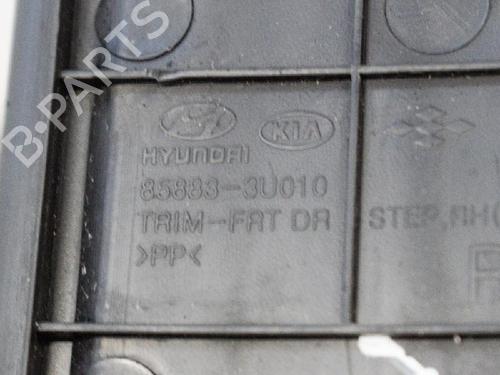 B-PARTS
KIA
HYUNDAI
85883-3U010
TRIM-FRT DR STEP,RH
>PP<